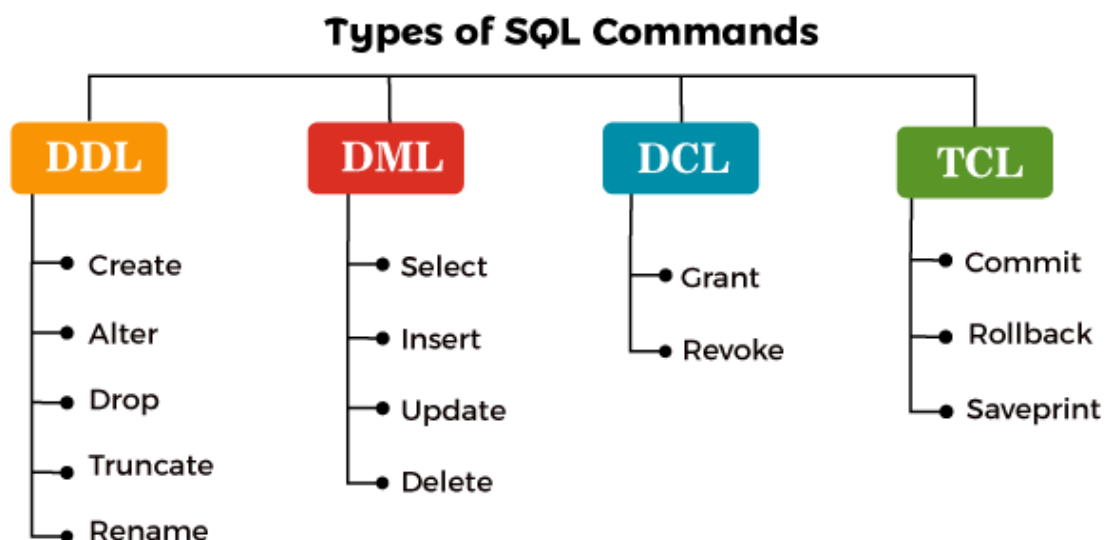 Types of SQL Commands
DDL
Create
Alter
Drop
Truncate
Rename
DML
Select
Insert
Update
Delete
DCL
Grant
Revoke
TCL
Commit
Rollback
Saveprint